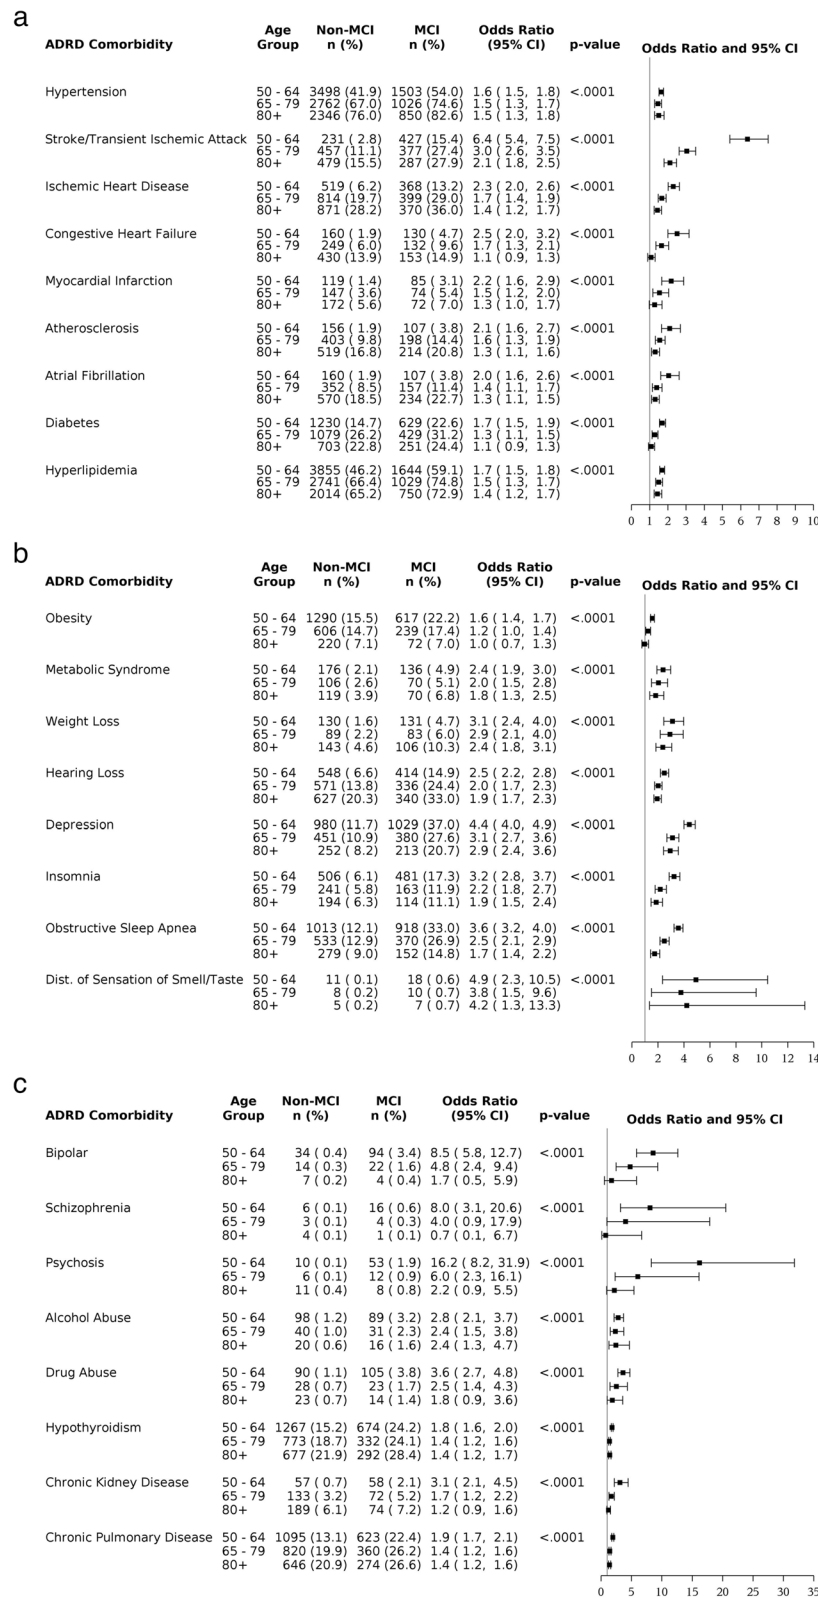 a
ADRD Comorbidity Age Group Non-MCI n (%) MCI n (%) Odds Ratio (95% CI) p-value Odds Ratio and 95% CI
Hypertension 50 - 64 3498 (41.9) 1503 (54.0) 1.6 ( 1.5, 1.8) <.0001
65 - 79 2762 (67.0) 1026 (74.6) 1.5 ( 1.3, 1.7)
80+ 2346 (76.0) 850 (82.6) 1.5 ( 1.3, 1.8)
Stroke/Transient Ischemic Attack 50 - 64 231 ( 2.8) 427 (15.4) 6.4 ( 5.4, 7.5) <.0001
65 - 79 457 (11.1) 377 (27.4) 3.0 ( 2.6, 3.5)
80+ 479 (15.5) 287 (27.9) 2.1 ( 1.8, 2.5)
Ischemic Heart Disease 50 - 64 519 ( 6.2) 368 (13.2) 2.3 ( 2.0, 2.6) <.0001
65 - 79 814 (19.7) 399 (29.0) 1.7 ( 1.4, 1.9)
80+ 871 (28.2) 370 (36.0) 1.4 ( 1.2, 1.7)
Congestive Heart Failure 50 - 64 160 ( 1.9) 130 ( 4.7) 2.5 ( 2.0, 3.2) <.0001
65 - 79 249 ( 6.0) 132 ( 9.6) 1.7 ( 1.3, 2.1)
80+ 430 (13.9) 153 (14.9) 1.1 ( 0.9, 1.3)
Myocardial Infarction 50 - 64 119 ( 1.4) 85 ( 3.1) 2.2 ( 1.6, 2.9) <.0001
65 - 79 147 ( 3.6) 74 ( 5.4) 1.5 ( 1.2, 2.0)
80+ 172 ( 5.6) 72 ( 7.0) 1.3 ( 1.0, 1.7)
Atherosclerosis 50 - 64 156 ( 1.9) 107 ( 3.8) 2.1 ( 1.6, 2.7) <.0001
65 - 79 403 ( 9.8) 198 (14.4) 1.6 ( 1.3, 1.9)
80+ 519 (16.8) 214 (20.8) 1.3 ( 1.1, 1.6)
Atrial Fibrillation 50 - 64 160 ( 1.9) 107 ( 3.8) 2.0 ( 1.6, 2.6) <.0001
65 - 79 352 ( 8.5) 157 (11.4) 1.4 ( 1.1, 1.7)
80+ 570 (18.5) 234 (22.7) 1.3 ( 1.1, 1.5)
Diabetes 50 - 64 1230 (14.7) 629 (22.6) 1.7 ( 1.5, 1.9) <.0001
65 - 79 1079 (26.2) 429 (31.2) 1.3 ( 1.1, 1.5)
80+ 703 (22.8) 251 (24.4) 1.1 ( 0.9, 1.3)
Hyperlipidemia 50 - 64 3855 (46.2) 1644 (59.1) 1.7 ( 1.5, 1.8) <.0001
65 - 79 2741 (66.4) 1029 (74.8) 1.5 ( 1.3, 1.7)
80+ 2014 (65.2) 750 (72.9) 1.4 ( 1.2, 1.7)
0 1 2 3 4 5 6 7 8 9 10
b
ADRD Comorbidity Age Group Non-MCI n (%) MCI n (%) Odds Ratio (95% CI) p-value Odds Ratio and 95% CI
Obesity 50 - 64 1290 (15.5) 617 (22.2) 1.6 ( 1.4, 1.7) <.0001
65 - 79 606 (14.7) 239 (17.4) 1.2 ( 1.0, 1.4)
80+ 220 ( 7.1) 72 ( 7.0) 1.0 ( 0.7, 1.3)
Metabolic Syndrome 50 - 64 176 ( 2.1) 136 ( 4.9) 2.4 ( 1.9, 3.0) <.0001
65 - 79 106 ( 2.6) 70 ( 5.1) 2.0 ( 1.5, 2.8)
80+ 119 ( 3.9) 70 ( 6.8) 1.8 ( 1.3, 2.5)
Weight Loss 50 - 64 130 ( 1.6) 131 ( 4.7) 3.1 ( 2.4, 4.0) <.0001
65 - 79 89 ( 2.2) 83 ( 6.0) 2.9 ( 2.1, 4.0)
80+ 143 ( 4.6) 106 (10.3) 2.4 ( 1.8, 3.1)
Hearing Loss 50 - 64 548 ( 6.6) 414 (14.9) 2.5 ( 2.2, 2.8) <.0001
65 - 79 571 (13.8) 336 (24.4) 2.0 ( 1.7, 2.3)
80+ 627 (20.3) 340 (33.0) 1.9 ( 1.7, 2.3)
Depression 50 - 64 980 (11.7) 1029 (37.0) 4.4 ( 4.0, 4.9) <.0001
65 - 79 451 (10.9) 380 (27.6) 3.1 ( 2.7, 3.6)
80+ 252 ( 8.2) 213 (20.7) 2.9 ( 2.4, 3.6)
Insomnia 50 - 64 506 ( 6.1) 481 (17.3) 3.2 ( 2.8, 3.7) <.0001
65 - 79 241 ( 5.8) 163 (11.9) 2.2 ( 1.8, 2.7)
80+ 194 ( 6.3) 114 (11.1) 1.9 ( 1.5, 2.4)
Obstructive Sleep Apnea 50 - 64 1013 (12.1) 918 (33.0) 3.6 ( 3.2, 4.0) <.0001
65 - 79 533 (12.9) 370 (26.9) 2.5 ( 2.1, 2.9)
80+ 279 ( 9.0) 152 (14.8) 1.7 ( 1.4, 2.2)
Dist. of Sensation of Smell/Taste 50 - 64 11 ( 0.1) 18 ( 0.6) 4.9 ( 2.3, 10.5) <.0001
65 - 79 8 ( 0.2) 10 ( 0.7) 3.8 ( 1.5, 9.6)
80+ 5 ( 0.2) 7 ( 0.7) 4.2 ( 1.3, 13.3)
0 2 4 6 8 10 12 14
c
ADRD Comorbidity Age Group Non-MCI n (%) MCI n (%) Odds Ratio (95% CI) p-value Odds Ratio and 95% CI
Bipolar 50 - 64 34 ( 0.4) 94 ( 3.4) 8.5 ( 5.8, 12.7) <.0001
65 - 79 14 ( 0.3) 22 ( 1.6) 4.8 ( 2.4, 9.4)
80+ 7 ( 0.2) 4 ( 0.4) 1.7 ( 0.5, 5.9)
Schizophrenia 50 - 64 6 ( 0.1) 16 ( 0.6) 8.0 ( 3.1, 20.6) <.0001
65 - 79 3 ( 0.1) 4 ( 0.3) 4.0 ( 0.9, 17.9)
80+ 4 ( 0.1) 1 ( 0.1) 0.7 ( 0.1, 6.7)
Psychosis 50 - 64 10 ( 0.1) 53 ( 1.9) 16.2 ( 8.2, 31.9) <.0001
65 - 79 6 ( 0.1) 12 ( 0.9) 6.0 ( 2.3, 16.1)
80+ 11 ( 0.4) 8 ( 0.8) 2.2 ( 0.9, 5.5)
Alcohol Abuse 50 - 64 98 ( 1.2) 89 ( 3.2) 2.8 ( 2.1, 3.7) <.0001
65 - 79 40 ( 1.0) 31 ( 2.3) 2.4 ( 1.5, 3.8)
80+ 20 ( 0.6) 16 ( 1.6) 2.4 ( 1.3, 4.7)
Drug Abuse 50 - 64 90 ( 1.1) 105 ( 3.8) 3.6 ( 2.7, 4.8) <.0001
65 - 79 28 ( 0.7) 23 ( 1.7) 2.5 ( 1.4, 4.3)
80+ 23 ( 0.7) 14 ( 1.4) 1.8 ( 0.9, 3.6)
Hypothyroidism 50 - 64 1267 (15.2) 674 (24.2) 1.8 ( 1.6, 2.0) <.0001
65 - 79 773 (18.7) 332 (24.1) 1.4 ( 1.2, 1.6)
80+ 677 (21.9) 292 (28.4) 1.4 ( 1.2, 1.7)
Chronic Kidney Disease 50 - 64 57 ( 0.7) 58 ( 2.1) 3.1 ( 2.1, 4.5) <.0001
65 - 79 133 ( 3.2) 72 ( 5.2) 1.7 ( 1.2, 2.2)
80+ 189 ( 6.1) 74 ( 7.2) 1.2 ( 0.9, 1.6)
Chronic Pulmonary Disease 50 - 64 1095 (13.1) 623 (22.4) 1.9 ( 1.7, 2.1) <.0001
65 - 79 820 (19.9) 360 (26.2) 1.4 ( 1.2, 1.6)
80+ 646 (20.9) 274 (26.6) 1.4 ( 1.2, 1.6)
0 5 10 15 20 25 30 35